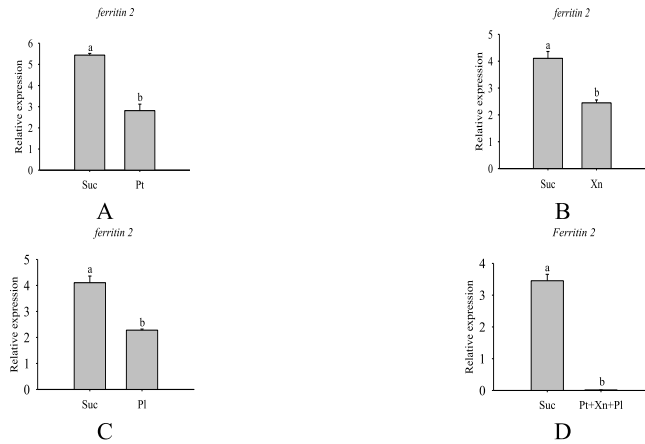 ferritin 2
Relative expression
6
5
4
3
2
1
0
a
b
Suc
Pt
A
ferritin 2
Relative expression
5
4
3
2
1
0
a
b
Suc
Xn
B
ferritin 2
Relative expression
5
4
3
2
1
0
a
b
Suc
Pl
C
Ferritin 2
Relative expression
4
3
2
1
0
a
b
Suc
Pt+Xn+Pl
D